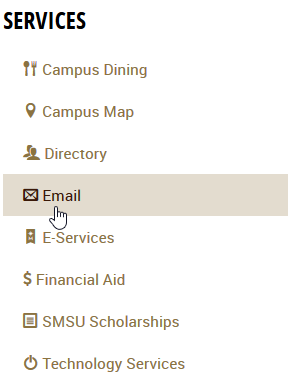 SERVICES
Campus Dining
Campus Map
Directory
Email
E-Services
$ Financial Aid
SMSU Scholarships
Technology Services